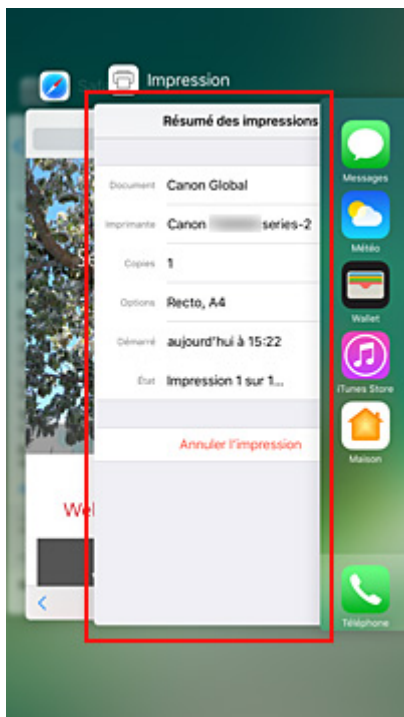 Impression
Résumé des impressions
Document Canon Global
Imprimante Canon series-2
Copies 1
Options Recto, A4
Démarré aujourd'hui à 15:22
État Impression 1 sur 1...
Annuler l'impression
Messages
Météo
Wallet
iTunes Store
Maison
Téléphone